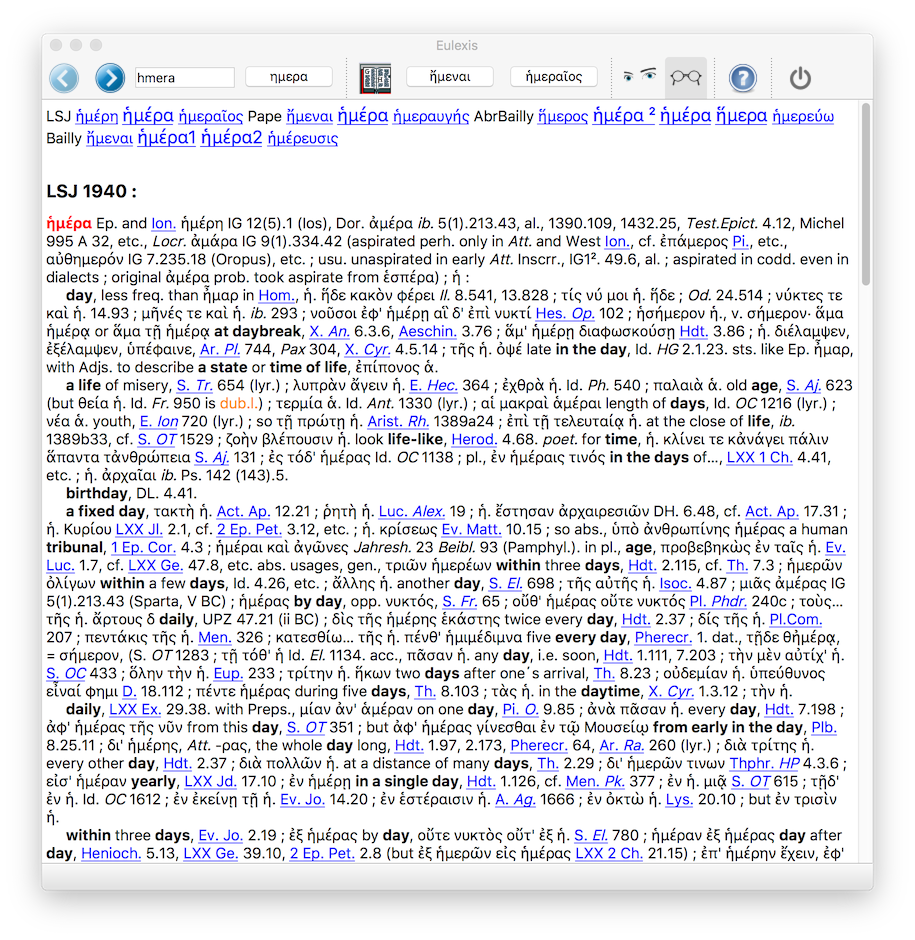 Eulexis
hmera ημερα ἥμεναι ἡμεραῖος
LSJ ἡμέρη ἡμέρα ἡμεραῖος Pape ἥμεναι ἡμέρα ἡμεραυγής AbrBailly ἥμερος ἡμέρα ² ἡμέρα ἥμερα ἡμερεύω
Bailly ἥμεναι ἡμέρα1 ἡμέρα2 ἡμέρευσις
LSJ 1940 :
ἡμέρα Ep. and Ion. ἡμέρη IG 12(5).1 (Ios), Dor. ἀμέρα ib. 5(1).213.43, al., 1390.109, 1432.25, Test.Epict. 4.12, Michel
995 A 32, etc., Locr. ἀμάρα IG 9(1).334.42 (aspirated perh. only in Att. and West Ion., cf. ἐπάμερος Pi., etc.,
αὐθημερόν IG 7.235.18 (Oropus), etc. ; usu. unaspirated in early Att. Inscrr., IG1². 49.6, al. ; aspirated in codd. even in
dialects ; original ἀμέρα prob. took aspirate from ἑσπέρα) ; ἡ :
day, less freq. than ἦμαρ in Hom., ἡ. ἥδε κακὸν φέρει Il. 8.541, 13.828 ; τίς νύ μοι ἡ. ἥδε ; Od. 24.514 ; νύκτες τε
καὶ ἡ. 14.93 ; μῆνές τε καὶ ἡ. ib. 293 ; νοῦσοι ἐφ' ἡμέρῃ αἳ δ' ἐπὶ νυκτί Hes. Op. 102 ; ἡσήμερον ἡ., v. σήμερον· ἅμα
ἡμέρᾳ or ἅμα τῇ ἡμέρᾳ at daybreak, X. An. 6.3.6, Aeschin. 3.76 ; ἅμ' ἡμέρῃ διαφωσκούσῃ Hdt. 3.86 ; ἡ. διέλαμψεν,
ἐξέλαμψεν, ὑπέφαινε, Ar. Pl. 744, Pax 304, X. Cyr. 4.5.14 ; τῆς ἡ. ὀψέ late in the day, Id. HG 2.1.23. sts. like Ep. ἦμαρ,
with Adjs. to describe a state or time of life, ἐπίπονος ἁ.
a life of misery, S. Tr. 654 (lyr.) ; λυπρὰν ἄγειν ἡ. E. Hec. 364 ; ἐχθρὰ ἡ. Id. Ph. 540 ; παλαιὰ ἁ. old age, S. Aj. 623
(but θεία ἡ. Id. Fr. 950 is dub.l.) ; τερμία ἁ. Id. Ant. 1330 (lyr.) ; αἱ μακραὶ ἁμέραι length of days, Id. OC 1216 (lyr.) ;
νέα ἁ. youth, E. Ion 720 (lyr.) ; so τῇ πρώτῃ ἡ. Arist. Rh. 1389a24 ; ἐπὶ τῇ τελευταίᾳ ἡ. at the close of life, ib.
1389b33, cf. S. OT 1529 ; ζοὴν βλέπουσιν ἡ. look life-like, Herod. 4.68. poet. for time, ἡ. κλίνει τε κἀνάγει πάλιν
ἅπαντα τἀνθρώπεια S. Aj. 131 ; ἐς τόδ' ἡμέρας Id. OC 1138 ; pl., ἐν ἡμέραις τινός in the days of…, LXX 1 Ch. 4.41,
etc. ; ἡ. ἀρχαῖαι ib. Ps. 142 (143).5.
birthday, DL. 4.41.
a fixed day, τακτὴ ἡ. Act. Ap. 12.21 ; ῥητὴ ἡ. Luc. Alex. 19 ; ἡ. ἔστησαν ἀρχαιρεσιῶν DH. 6.48, cf. Act. Ap. 17.31 ;
ἡ. Κυρίου LXX Jl. 2.1, cf. 2 Ep. Pet. 3.12, etc. ; ἡ. κρίσεως Ev. Matt. 10.15 ; so abs., ὑπὸ ἀνθρωπίνης ἡμέρας a human
tribunal, 1 Ep. Cor. 4.3 ; ἡμέραι καὶ ἀγῶνες Jahresh. 23 Beibl. 93 (Pamphyl.). in pl., age, προβεβηκὼς ἐν ταῖς ἡ. Ev.
Luc. 1.7, cf. LXX Ge. 47.8, etc. abs. usages, gen., τριῶν ἡμερέων within three days, Hdt. 2.115, cf. Th. 7.3 ; ἡμερῶν
ὀλίγων within a few days, Id. 4.26, etc. ; ἄλλης ἡ. another day, S. El. 698 ; τῆς αὐτῆς ἡ. Isoc. 4.87 ; μιᾶς ἀμέρας IG
5(1).213.43 (Sparta, V BC) ; ἡμέρας by day, opp. νυκτός, S. Fr. 65 ; οὔθ' ἡμέρας οὔτε νυκτός Pl. Phdr. 240c ; τοὺς…
τῆς ἡ. ἄρτους δ daily, UPZ 47.21 (ii BC) ; δὶς τῆς ἡμέρης ἑκάστης twice every day, Hdt. 2.37 ; δίς τῆς ἡ. Pl.Com.
207 ; πεντάκις τῆς ἡ. Men. 326 ; κατεσθίω… τῆς ἡ. πένθ' ἡμιμέδιμνα five every day, Pherecr. 1. dat., τῇδε θἠμέρᾳ,
= σήμερον, (S. OT 1283 ; τῇ τόθ' ἡ Id. El. 1134. acc., πᾶσαν ἡ. any day, i.e. soon, Hdt. 1.111, 7.203 ; τὴν μὲν αὐτίχ' ἡ.
S. OC 433 ; ὅλην τὴν ἡ. Eup. 233 ; τρίτην ἡ. ἥκων two days after one´s arrival, Th. 8.23 ; οὐδεμίαν ἡ. ὑπεύθυνος
εἶναί φημι D. 18.112 ; πέντε ἡμέρας during five days, Th. 8.103 ; τὰς ἡ. in the daytime, X. Cyr. 1.3.12 ; τὴν ἡ.
daily, LXX Ex. 29.38. with Preps., μίαν ἀν' ἁμέραν on one day, Pi. O. 9.85 ; ἀνὰ πᾶσαν ἡ. every day, Hdt. 7.198 ;
ἀφ' ἡμέρας τῆς νῦν from this day, S. OT 351 ; but ἀφ' ἡμέρας γίνεσθαι ἐν τῷ Μουσείῳ from early in the day, Plb.
8.25.11 ; δι' ἡμέρης, Att. -ρας, the whole day long, Hdt. 1.97, 2.173, Pherecr. 64, Ar. Ra. 260 (lyr.) ; διὰ τρίτης ἡ.
every other day, Hdt. 2.37 ; διὰ πολλῶν ἡ. at a distance of many days, Th. 2.29 ; δι' ἡμερῶν τινων Thphr. HP 4.3.6 ;
εἰσ' ἡμέραν yearly, LXX Jd. 17.10 ; ἐν ἡμέρῃ in a single day, Hdt. 1.126, cf. Men. Pk. 377 ; ἐν ἡ. μιᾷ S. OT 615 ; τῇδ'
ἐν ἡ. Id. OC 1612 ; ἐν ἐκείνῃ τῇ ἡ. Ev. Jo. 14.20 ; ἐν ἑστέραισιν ἡ. A. Ag. 1666 ; ἐν ὀκτὼ ἡ. Lys. 20.10 ; but ἐν τρισὶν
ἡ.
within three days, Ev. Jo. 2.19 ; ἐξ ἡμέρας by day, οὔτε νυκτὸς οὔτ' ἐξ ἡ. S. El. 780 ; ἡμέραν ἐξ ἡμέρας day after
day, Henioch. 5.13, LXX Ge. 39.10, 2 Ep. Pet. 2.8 (but ἐξ ἡμερῶν εἰς ἡμέρας LXX 2 Ch. 21.15) ; ἐπ' ἡμέρην ἔχειν, ἐφ'